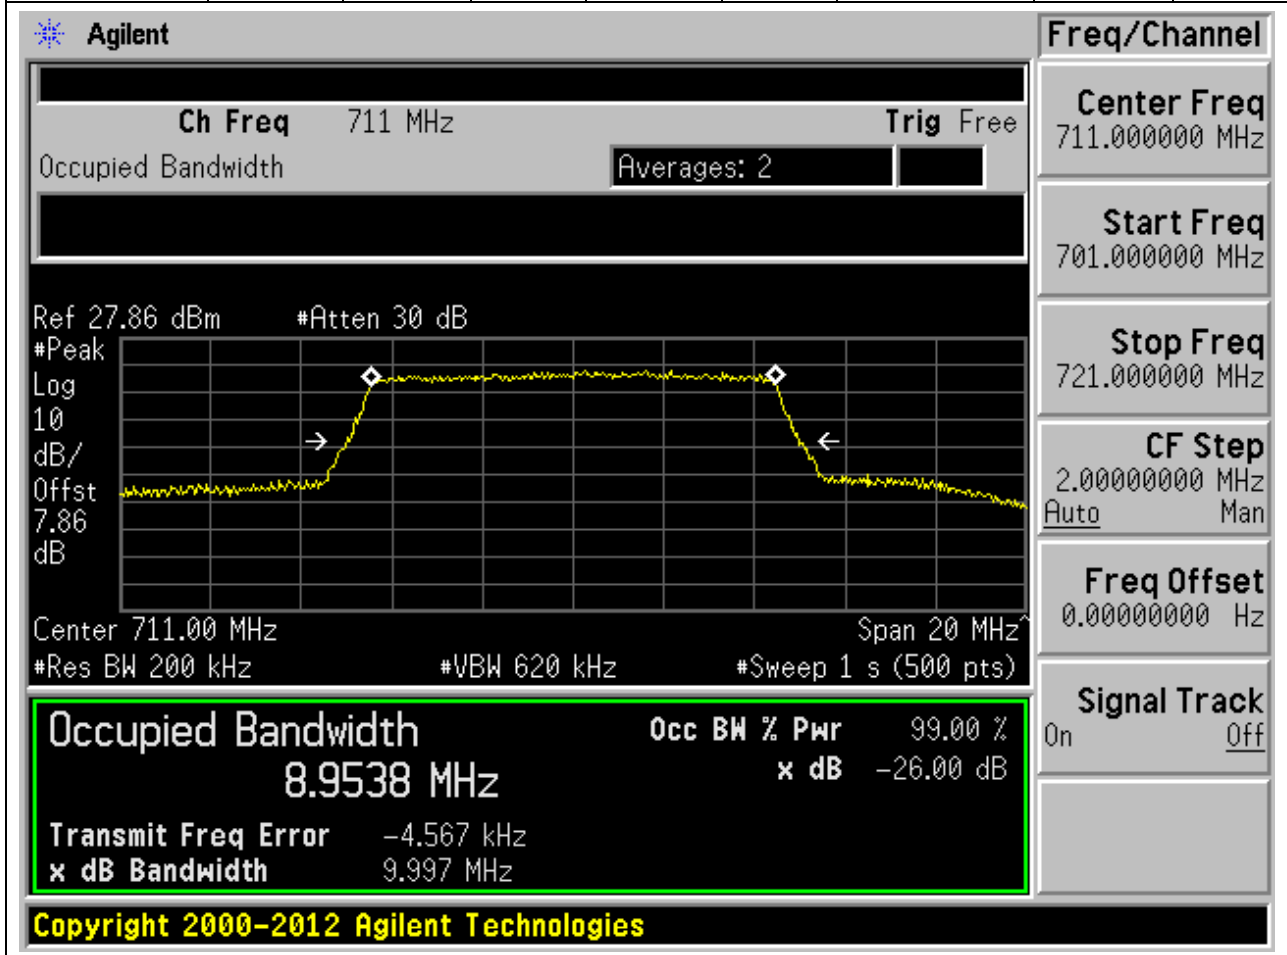 Agilent
Freq/Channel
Ch Freq 711 MHz Trig Free
Occupied Bandwidth Averages: 2
Ref 27.86 dBm #Atten 30 dB
#Peak
Log
10
dB/
Offst
7.86
dB
Center 711.00 MHz Span 20 MHz^
#Res BW 200 kHz #VBW 620 kHz #Sweep 1 s (500 pts)
Occupied Bandwidth
8.9538 MHz
Occ BW % Pwr 99.00 %
x dB -26.00 dB
Transmit Freq Error -4.567 kHz
x dB Bandwidth 9.997 MHz
Center Freq
711.000000 MHz
Start Freq
701.000000 MHz
Stop Freq
721.000000 MHz
CF Step
2.00000000 MHz
Auto Man
Freq Offset
0.00000000 Hz
Signal Track
On Off
Copyright 2000-2012 Agilent Technologies